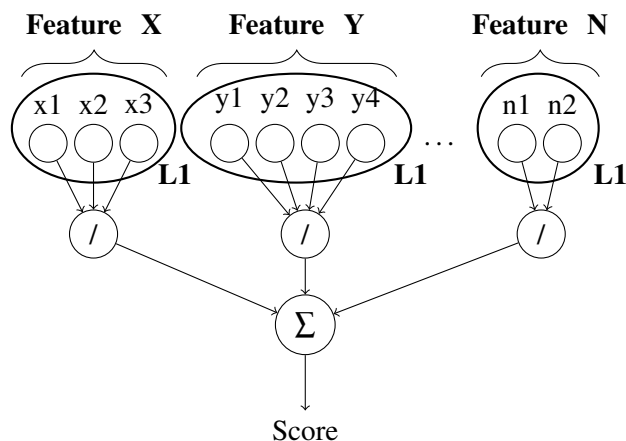 Feature X Feature Y Feature N
x1 x2 x3 y1 y2 y3 y4 n1 n2
...
L1 L1 L1
/ / /
Σ
Score